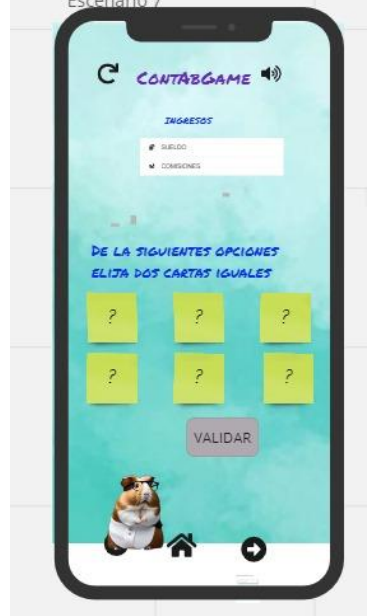 Escenario 7
ContAbGame
Ingresos
SUELDO
COMISIONES
De la siguientes opciones
elija dos cartas iguales
? ? ?
? ? ?
VALIDAR